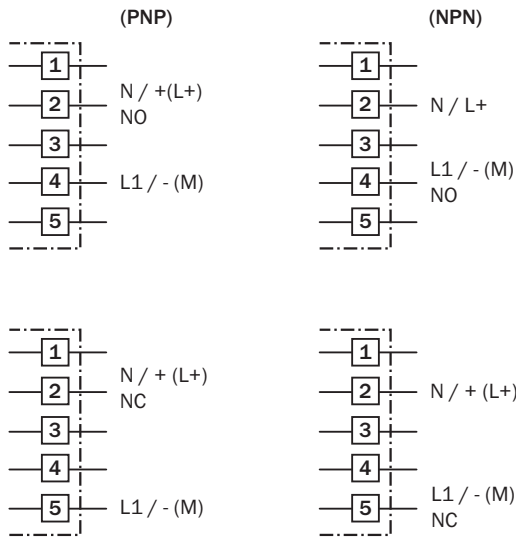 (PNP)
1
2
3
4
5
N / +(L+)
NO
L1 / - (M)
(NPN)
1
2
3
4
5
N / L+
L1 / - (M)
NO
1
2
3
4
5
N / + (L+)
NC
L1 / - (M)
1
2
3
4
5
N / + (L+)
L1 / - (M)
NC